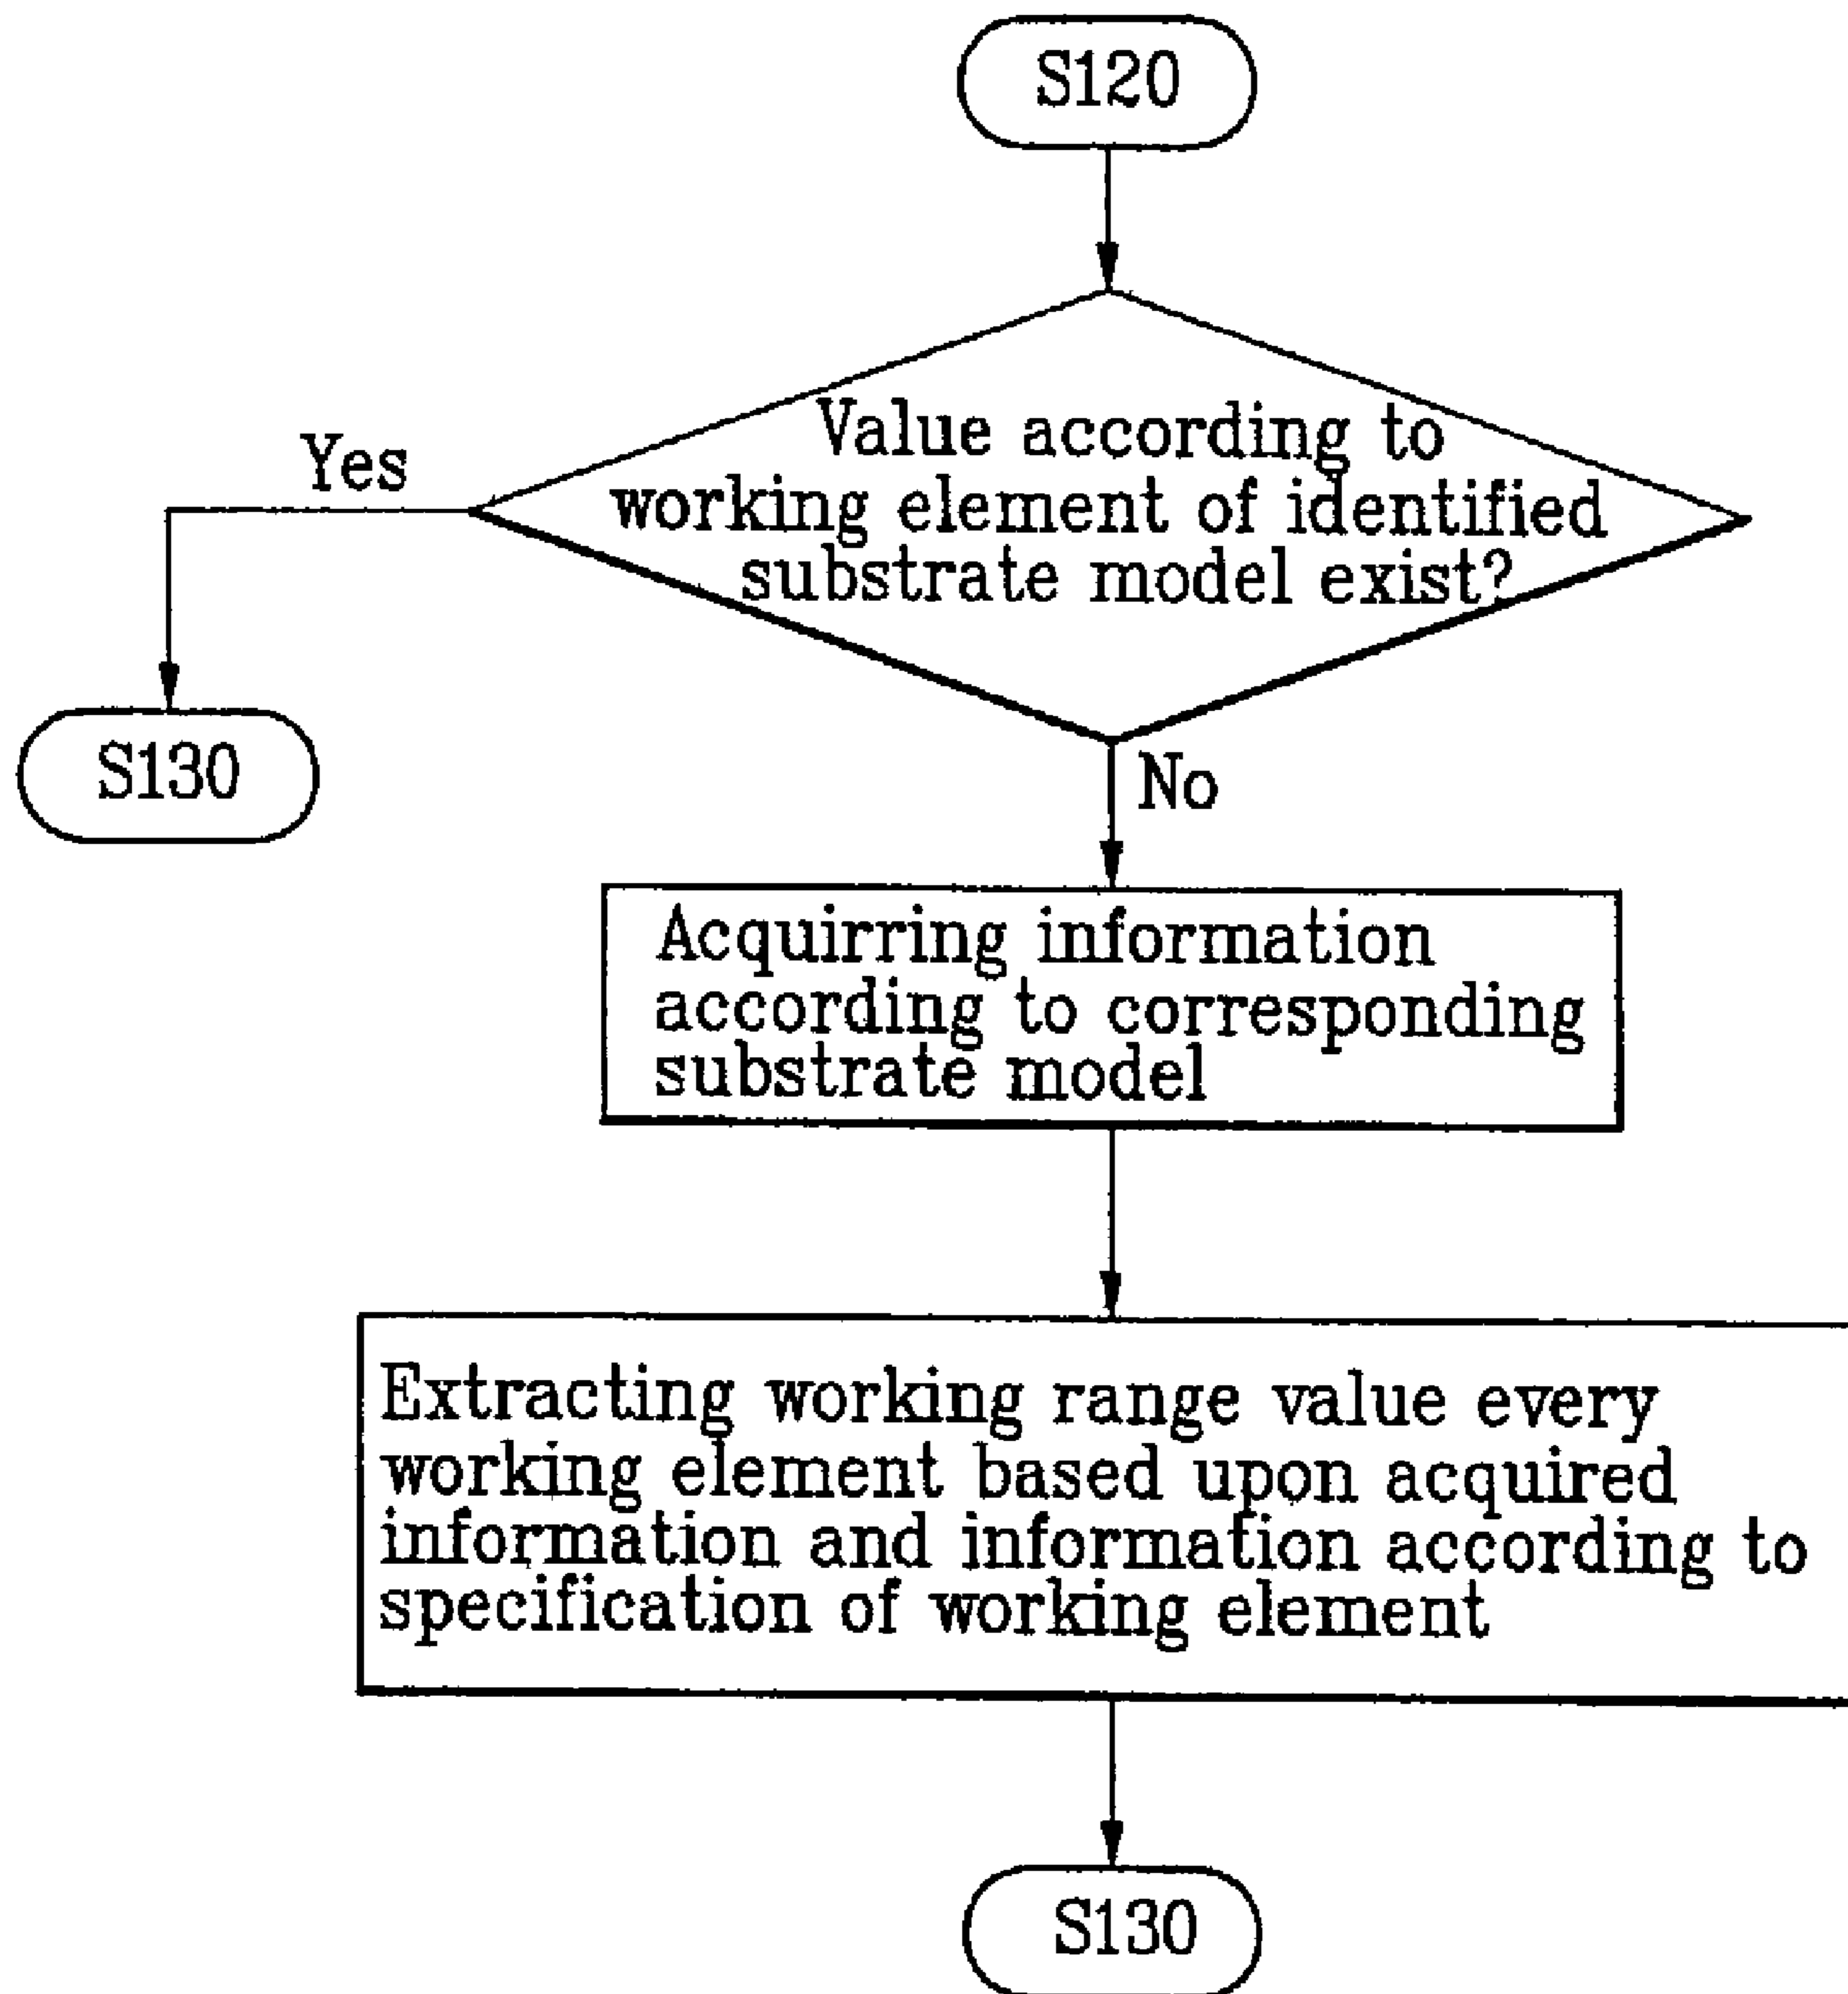 S120
Value according to
working element of identified
substrate model exist?
Yes
S130
No
Acquirring information
according to corresponding
substrate model
Extracting working range value every
working element based upon acquired
information and information according to
specification of working element
S130